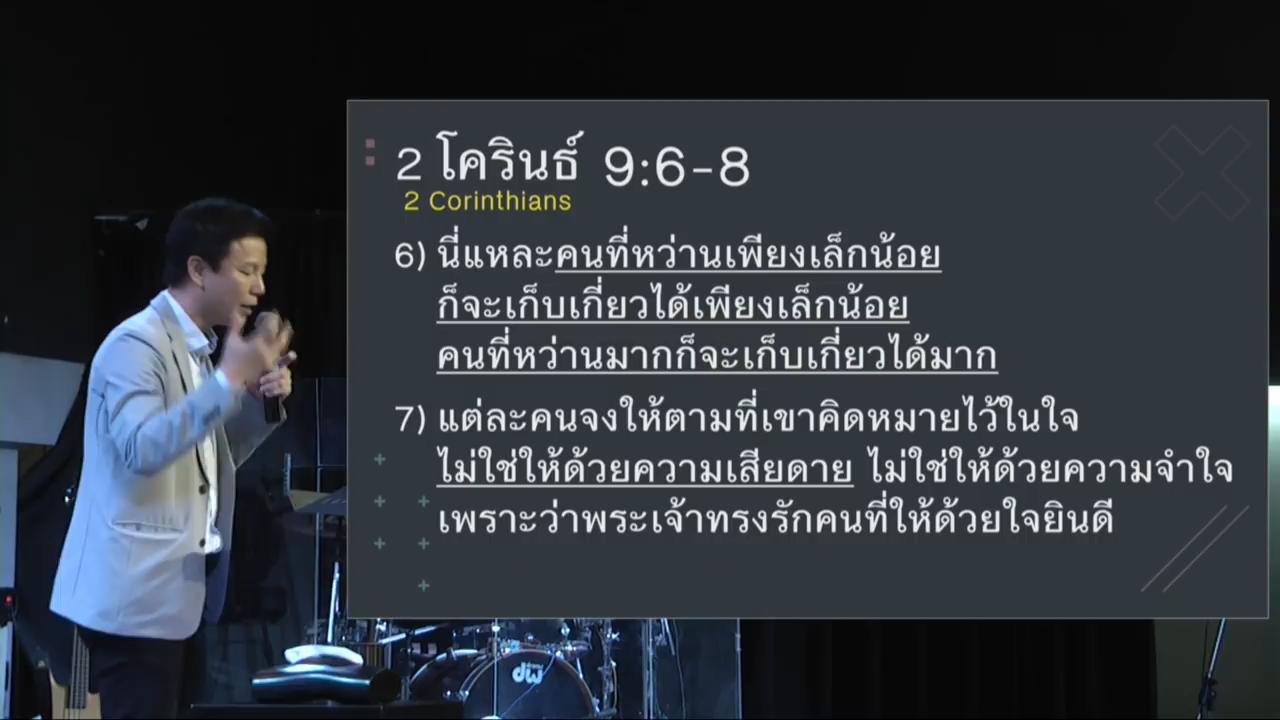 2 โครินธ์ 9:6-8
2 Corinthians
6) นี่แหละคนที่หว่านเพียงเล็กน้อย
ก็จะเก็บเกี่ยวได้เพียงเล็กน้อย
คนที่หว่านมากก็จะเก็บเกี่ยวได้มาก
7) แต่ละคนจงให้ตามที่เขาคิดหมายไว้ในใจ
ไม่ใช่ให้ด้วยความเสียดาย ไม่ใช่ให้ด้วยความจำใจ
เพราะว่าพระเจ้าทรงรักคนที่ให้ด้วยใจยินดี
drums
dw